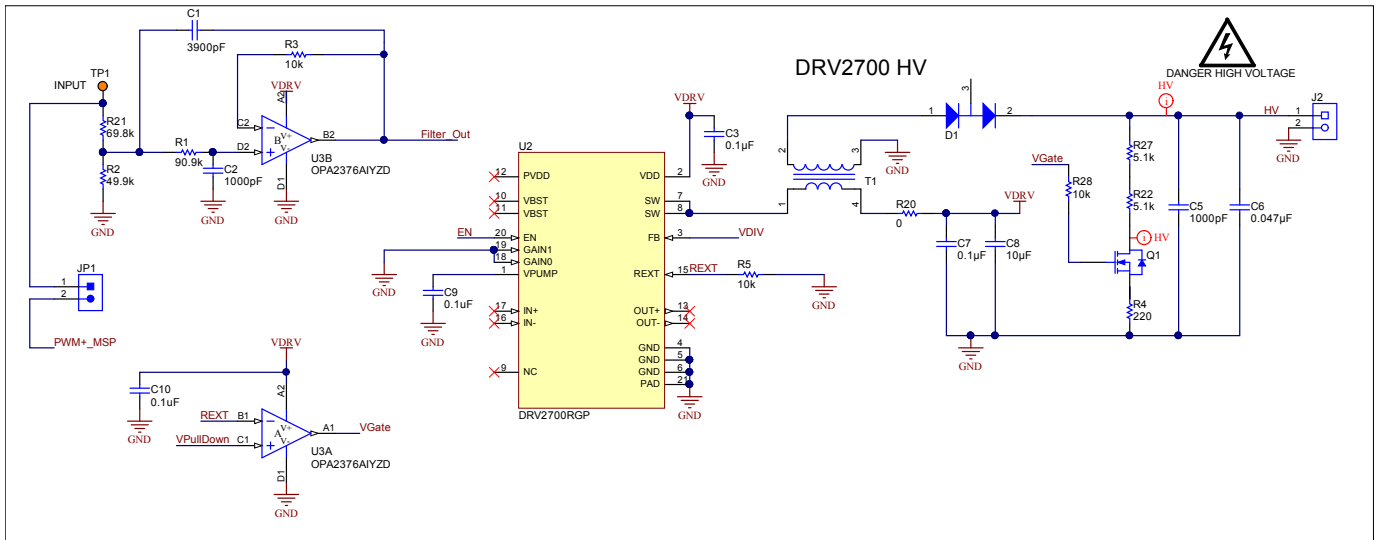 C1
3900pF
R3
10k
INPUT
TP1
VDRV
A2
R21
69.8k
R1
90.9k
C2
D2
B
V+
V-
B2
Filter_Out
U3B
OPA2376AIYZD
D1
GND
C2
1000pF
GND
R2
49.9k
GND
JP1
1
2
PWM+_MSP
VDRV
C10
0.1uF
GND
A2
REXT
B1
VPullDown
C1
A
V+
V-
A1
VGate
U3A
OPA2376AIYZD
D1
GND
DRV2700 HV
U2
12
PVDD
10
VBST
11
VBST
EN
20
EN
19
GAIN1
18
GAIN0
1
VPUMP
17
IN+
16
IN-
9
NC
GND
C9
0.1uF
GND
VDD
2
SW
7
SW
8
FB
3
VDIV
REXT
15
REXT
OUT+
13
OUT-
14
GND
4
GND
5
GND
6
PAD
21
GND
DRV2700RGP
VDRV
C3
0.1µF
GND
R5
10k
GND
2
3
T1
1
4
GND
R20
0
VDRV
C7
0.1µF
C8
10µF
GND
1
3
2
D1
DANGER HIGH VOLTAGE
HV
i
HV
J2
1
2
GND
R27
5.1k
VGate
R28
10k
R22
5.1k
i
HV
Q1
R4
220
C5
1000pF
C6
0.047µF